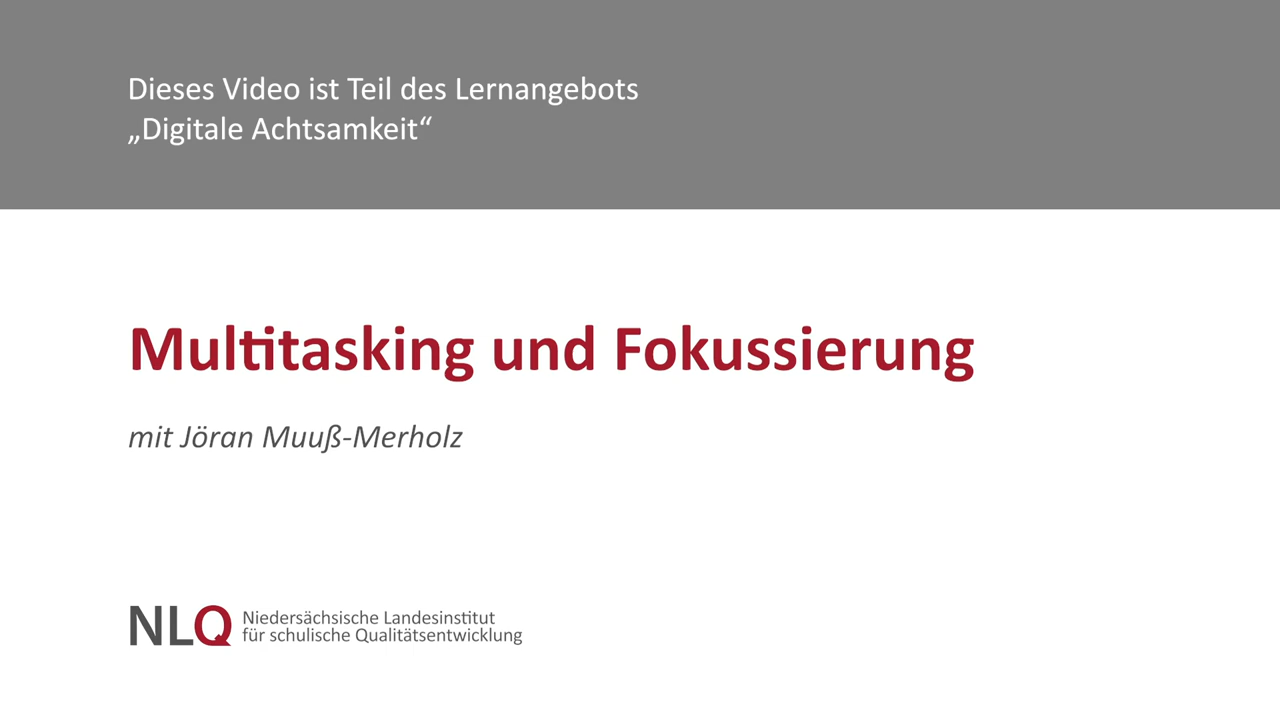 Dieses Video ist Teil des Lernangebots
„Digitale Achtsamkeit“
Multitasking und Fokussierung
mit Jöran Muuß-Merholz
NLQ Niedersächsische Landesinstitut
für schulische Qualitätsentwicklung